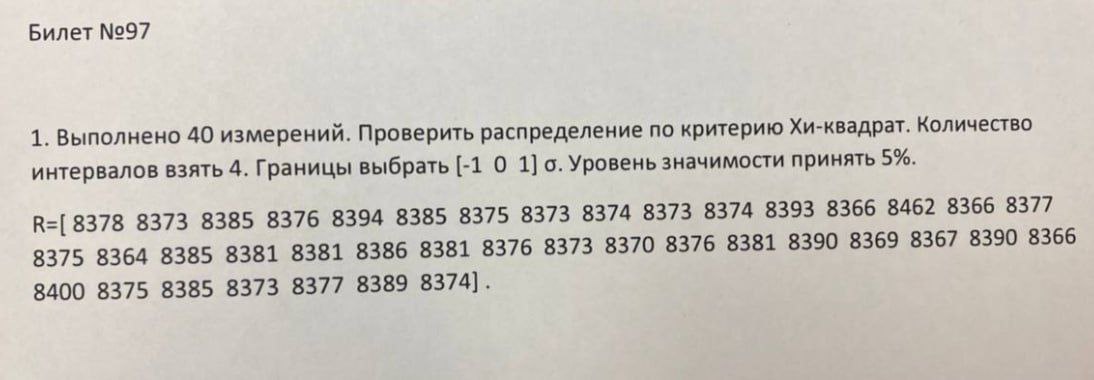 Билет №97
1. Выполнено 40 измерений. Проверить распределение по критерию Хи-квадрат. Количество
интервалов взять 4. Границы выбрать [-1 0 1] σ. Уровень значимости принять 5%.
R=[ 8378 8373 8385 8376 8394 8385 8375 8373 8374 8373 8374 8393 8366 8462 8366 8377
8375 8364 8385 8381 8381 8386 8381 8376 8373 8370 8376 8381 8390 8369 8367 8390 8366
8400 8375 8385 8373 8377 8389 8374] .